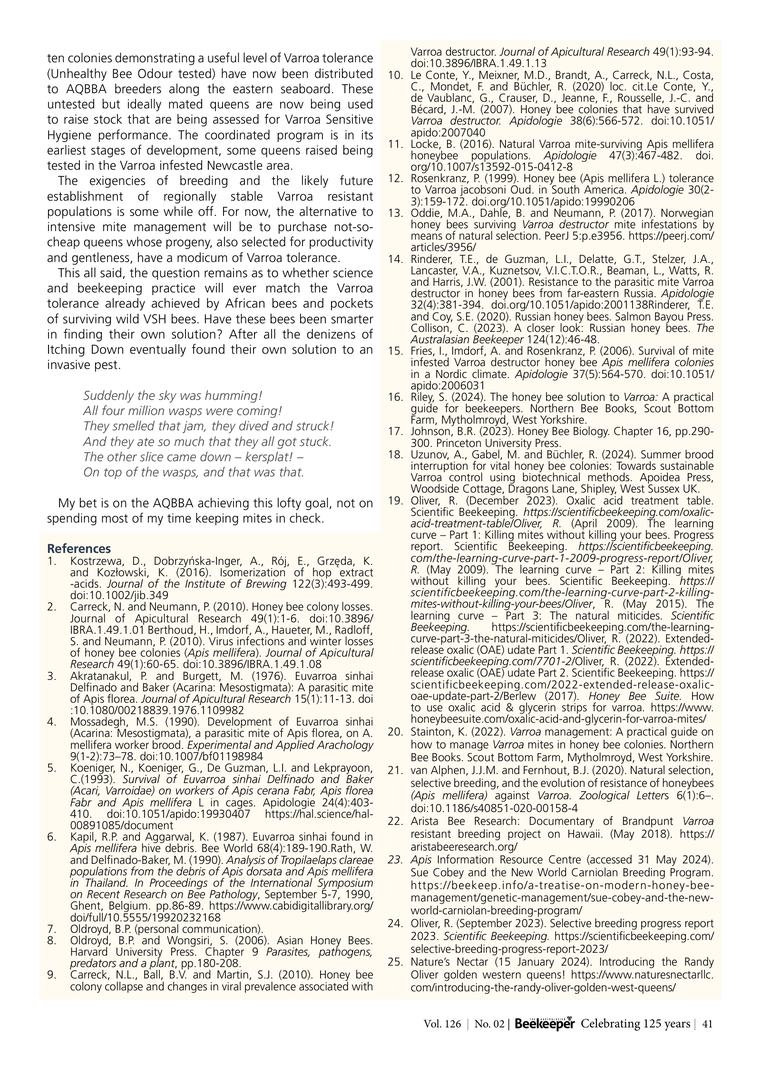 ten colonies demonstrating a useful level of Varroa tolerance
(Unhealthy Bee Odour tested) have now been distributed
to AQBBA breeders along the eastern seaboard. These
untested but ideally mated queens are now being used
to raise stock that are being assessed for Varroa Sensitive
Hygiene performance. The coordinated program is in its
earliest stages of development, some queens raised being
tested in the Varroa infested Newcastle area.
The exigencies of breeding and the likely future
establishment of regionally stable Varroa resistant
populations is some while off. For now, the alternative to
intensive mite management will be to purchase not-so-
cheap queens whose progeny, also selected for productivity
and gentleness, have a modicum of Varroa tolerance.
This all said, the question remains as to whether science
and beekeeping practice will ever match the Varroa
tolerance already achieved by African bees and pockets
of surviving wild VSH bees. Have these bees been smarter
in finding their own solution? After all the denizens of
Itching Down eventually found their own solution to an
invasive pest.
Suddenly the sky was humming!
All four million wasps were coming!
They smelled that jam, they dived and struck!
And they ate so much that they all got stuck.
The other slice came down – kersplat! –
On top of the wasps, and that was that.
My bet is on the AQBBA achieving this lofty goal, not on
spending most of my time keeping mites in check.
References
1. Kostrzewa, D., Dobrzyńska-Inger, A., Rój, E., Grzęda, K.
and Kozłowski, K. (2016). Isomerization of hop extract
-acids. Journal of the Institute of Brewing 122(3):493-499.
doi:10.1002/jib.349
2. Carreck, N. and Neumann, P. (2010). Honey bee colony losses.
Journal of Apicultural Research 49(1):1-6. doi:10.3896/
IBRA.1.49.1.01 Berthoud, H., Imdorf, A., Haueter, M., Radloff,
S. and Neumann, P. (2010). Virus infections and winter losses
of honey bee colonies (Apis mellifera). Journal of Apicultural
Research 49(1):60-65. doi:10.3896/IBRA.1.49.1.08
3. Akratanakul, P. and Burgett, M. (1976). Euvarroa sinhai
Delfinado and Baker (Acarina: Mesostigmata): A parasitic mite
of Apis florea. Journal of Apicultural Research 15(1):11-13. doi
:10.1080/00218839.1976.1109982
4. Mossadegh, M.S. (1990). Development of Euvarroa sinhai
(Acarina: Mesostigmata), a parasitic mite of Apis florea, on A.
mellifera worker brood. Experimental and Applied Arachology
9(1-2):73–78. doi:10.1007/bf01198984
5. Koeniger, N., Koeniger, G., De Guzman, L.I. and Lekprayoon,
C.(1993). Survival of Euvarroa sinhai Delfinado and Baker
(Acari, Varroidae) on workers of Apis cerana Fabr, Apis florea
Fabr and Apis mellifera L in cages. Apidologie 24(4):403-
410. doi:10.1051/apido:19930407 https://hal.science/hal-
00891085/document
6. Kapil, R.P. and Aggarwal, K. (1987). Euvarroa sinhai found in
Apis mellifera hive debris. Bee World 68(4):189-190.Rath, W.
and Delfinado-Baker, M. (1990). Analysis of Tropilaelaps clareae
populations from the debris of Apis dorsata and Apis mellifera
in Thailand. In Proceedings of the International Symposium
on Recent Research on Bee Pathology, September 5-7, 1990,
Ghent, Belgium. pp.86-89. https://www.cabidigitallibrary.org/
doi/full/10.5555/19920232168
7. Oldroyd, B.P. (personal communication).
8. Oldroyd, B.P. and Wongsiri, S. (2006). Asian Honey Bees.
Harvard University Press. Chapter 9 Parasites, pathogens,
predators and a plant, pp.180-208.
9. Carreck, N.L., Ball, B.V. and Martin, S.J. (2010). Honey bee
colony collapse and changes in viral prevalence associated with
Varroa destructor. Journal of Apicultural Research 49(1):93-94.
doi:10.3896/IBRA.1.49.1.13
10. Le Conte, Y., Meixner, M.D., Brandt, A., Carreck, N.L., Costa,
C., Mondet, F. and Büchler, R. (2020) loc. cit.Le Conte, Y.,
de Vaublanc, G., Crauser, D., Jeanne, F., Rousselle, J.-C. and
Bécard, J.-M. (2007). Honey bee colonies that have survived
Varroa destructor. Apidologie 38(6):566-572. doi:10.1051/
apido:2007040
11. Locke, B. (2016). Natural Varroa mite-surviving Apis mellifera
honeybee populations. Apidologie 47(3):467-482. doi.
org/10.1007/s13592-015-0412-8
12. Rosenkranz, P. (1999). Honey bee (Apis mellifera L.) tolerance
to Varroa jacobsoni Oud. in South America. Apidologie 30(2-
3):159-172. doi.org/10.1051/apido:19990206
13. Oddie, M.A., Dahle, B. and Neumann, P. (2017). Norwegian
honey bees surviving Varroa destructor mite infestations by
means of natural selection. PeerJ 5:p.e3956. https://peerj.com/
articles/3956/
14. Rinderer, T.E., de Guzman, L.I., Delatte, G.T., Stelzer, J.A.,
Lancaster, V.A., Kuznetsov, V.I.C.T.O.R., Beaman, L., Watts, R.
and Harris, J.W. (2001). Resistance to the parasitic mite Varroa
destructor in honey bees from far-eastern Russia. Apidologie
32(4):381-394. doi.org/10.1051/apido:2001138Rinderer, T.E.
and Coy, S.E. (2020). Russian honey bees. Salmon Bayou Press.
Collison, C. (2023). A closer look: Russian honey bees. The
Australasian Beekeeper 124(12):46-48.
15. Fries, I., Imdorf, A. and Rosenkranz, P. (2006). Survival of mite
infested Varroa destructor honey bee Apis mellifera colonies
in a Nordic climate. Apidologie 37(5):564-570. doi:10.1051/
apido:2006031
16. Riley, S. (2024). The honey bee solution to Varroa: A practical
guide for beekeepers. Northern Bee Books, Scout Bottom
Farm, Mytholmroyd, West Yorkshire.
17. Johnson, B.R. (2023). Honey Bee Biology. Chapter 16, pp.290-
300. Princeton University Press.
18. Uzunov, A., Gabel, M. and Büchler, R. (2024). Summer brood
interruption for vital honey bee colonies: Towards sustainable
Varroa control using biotechnical methods. Apoidea Press,
Woodside Cottage, Dragons Lane, Shipley, West Sussex UK.
19. Oliver, R. (December 2023). Oxalic acid treatment table.
Scientific Beekeeping. https://scientificbeekeeping.com/oxalic-
acid-treatment-table/Oliver, R. (April 2009). The learning
curve – Part 1: Killing mites without killing your bees. Progress
report. Scientific Beekeeping. https://scientificbeekeeping.
com/the-learning-curve-part-1-2009-progress-report/Oliver,
R. (May 2009). The learning curve – Part 2: Killing mites
without killing your bees. Scientific Beekeeping. https://
scientificbeekeeping.com/the-learning-curve-part-2-killing-
mites-without-killing-your-bees/Oliver, R. (May 2015). The
learning curve – Part 3: The natural miticides. Scientific
Beekeeping. https://scientificbeekeeping.com/the-learning-
curve-part-3-the-natural-miticides/Oliver, R. (2022). Extended-
release oxalic (OAE) udate Part 1. Scientific Beekeeping. https://
scientificbeekeeping.com/7701-2/Oliver, R. (2022). Extended-
release oxalic (OAE) udate Part 2. Scientific Beekeeping. https://
scientificbeekeeping.com/2022-extended-release-oxalic-
oae-update-part-2/Berlew (2017). Honey Bee Suite. How
to use oxalic acid & glycerin strips for varroa. https://www.
honeybeesuite.com/oxalic-acid-and-glycerin-for-varroa-mites/
20. Stainton, K. (2022). Varroa management: A practical guide on
how to manage Varroa mites in honey bee colonies. Northern
Bee Books. Scout Bottom Farm, Mytholmroyd, West Yorkshire.
21. van Alphen, J.J.M. and Fernhout, B.J. (2020). Natural selection,
selective breeding, and the evolution of resistance of honeybees
(Apis mellifera) against Varroa. Zoological Letters 6(1):6–.
doi:10.1186/s40851-020-00158-4
22. Arista Bee Research: Documentary of Brandpunt Varroa
resistant breeding project on Hawaii. (May 2018). https://
aristabeeresearch.org/
23. Apis Information Resource Centre (accessed 31 May 2024).
Sue Cobey and the New World Carniolan Breeding Program.
https://beekeep.info/a-treatise-on-modern-honey-bee-
management/genetic-management/sue-cobey-and-the-new-
world-carniolan-breeding-program/
24. Oliver, R. (September 2023). Selective breeding progress report
2023. Scientific Beekeeping. https://scientificbeekeeping.com/
selective-breeding-progress-report-2023/
25. Nature's Nectar (15 January 2024). Introducing the Randy
Oliver golden western queens! https://www.naturesnectarllc.
com/introducing-the-randy-oliver-golden-west-queens/
Vol. 126 | No. 02 | Beekeeper Celebrating 125 years | 41